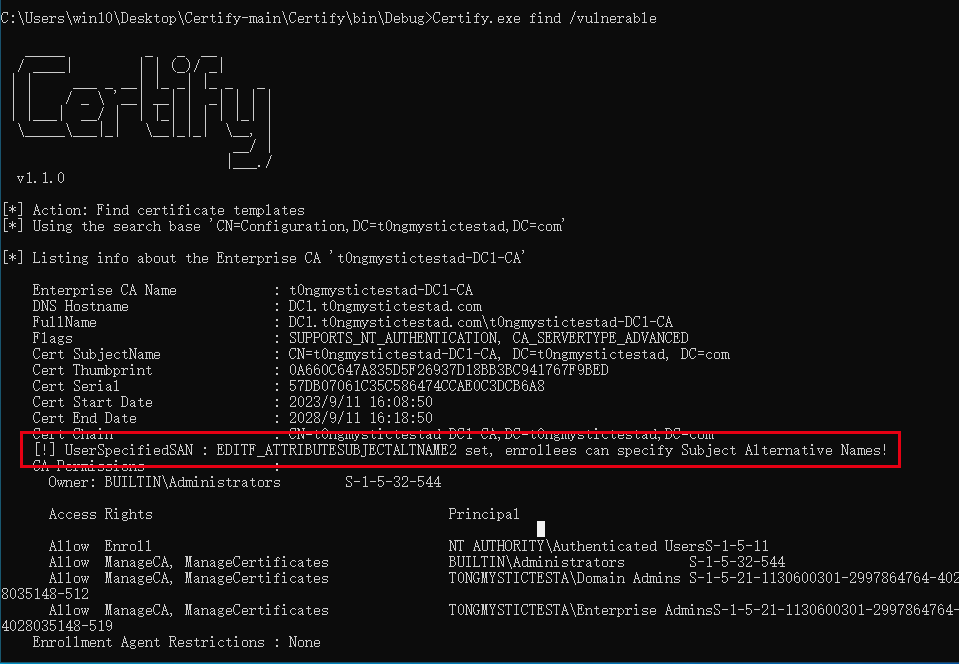 C:\Users\win10\Desktop\Certify-main\Certify\bin\Debug>Certify.exe find /vulnerable
Certify
v1.1.0
[*] Action: Find certificate templates
[*] Using the search base 'CN=Configuration,DC=t0ngmystictestad,DC=com'
[*] Listing info about the Enterprise CA 't0ngmystictestad-DC1-CA'
Enterprise CA Name : t0ngmystictestad-DC1-CA
DNS Hostname : DC1.t0ngmystictestad.com
FullName : DC1.t0ngmystictestad.com\t0ngmystictestad-DC1-CA
Flags : SUPPORTS_NT_AUTHENTICATION, CA_SERVERTYPE_ADVANCED
Cert SubjectName : CN=t0ngmystictestad-DC1-CA, DC=t0ngmystictestad, DC=com
Cert Thumbprint : 0A660C647A835D5F26937D18BB3BC941767F9BED
Cert Serial : 57DB07061C35C586474CCAE0C3DCB6A8
Cert Start Date : 2023/9/11 16:08:50
Cert End Date : 2028/9/11 16:18:50
Cert Chain : CN=t0ngmystictestad-DC1-CA,DC=t0ngmystictestad,DC=com
[!] UserSpecifiedSAN : EDITF_ATTRIBUTESUBJECTALTNAME2 set, enrollees can specify Subject Alternative Names!
CA Permissions :
Owner: BUILTIN\Administrators S-1-5-32-544
Access Rights Principal
Allow Enroll NT AUTHORITY\Authenticated UsersS-1-5-11
Allow ManageCA, ManageCertificates BUILTIN\Administrators S-1-5-32-544
Allow ManageCA, ManageCertificates T0NGMYSTICTESTA\Domain Admins S-1-5-21-1130600301-2997864764-402
8035148-512
Allow ManageCA, ManageCertificates T0NGMYSTICTESTA\Enterprise AdminsS-1-5-21-1130600301-2997864764-
4028035148-519
Enrollment Agent Restrictions : None